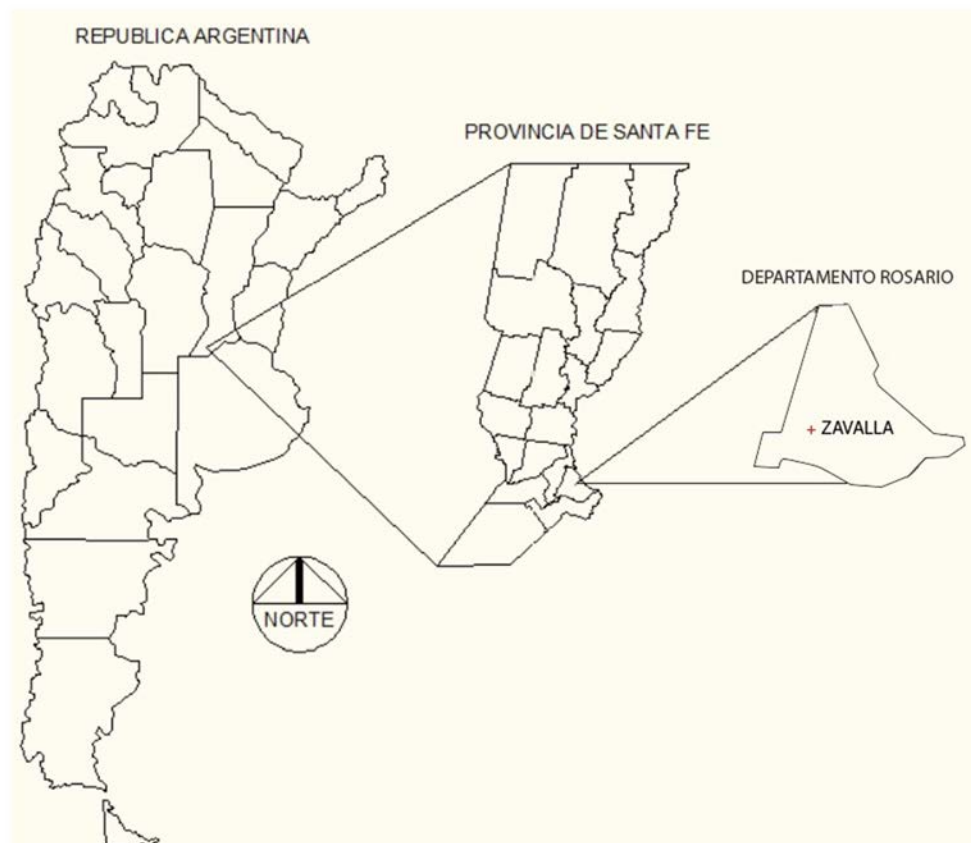 REPUBLICA ARGENTINA
PROVINCIA DE SANTA FE
DEPARTAMENTO ROSARIO
+ ZAVALLA
NORTE